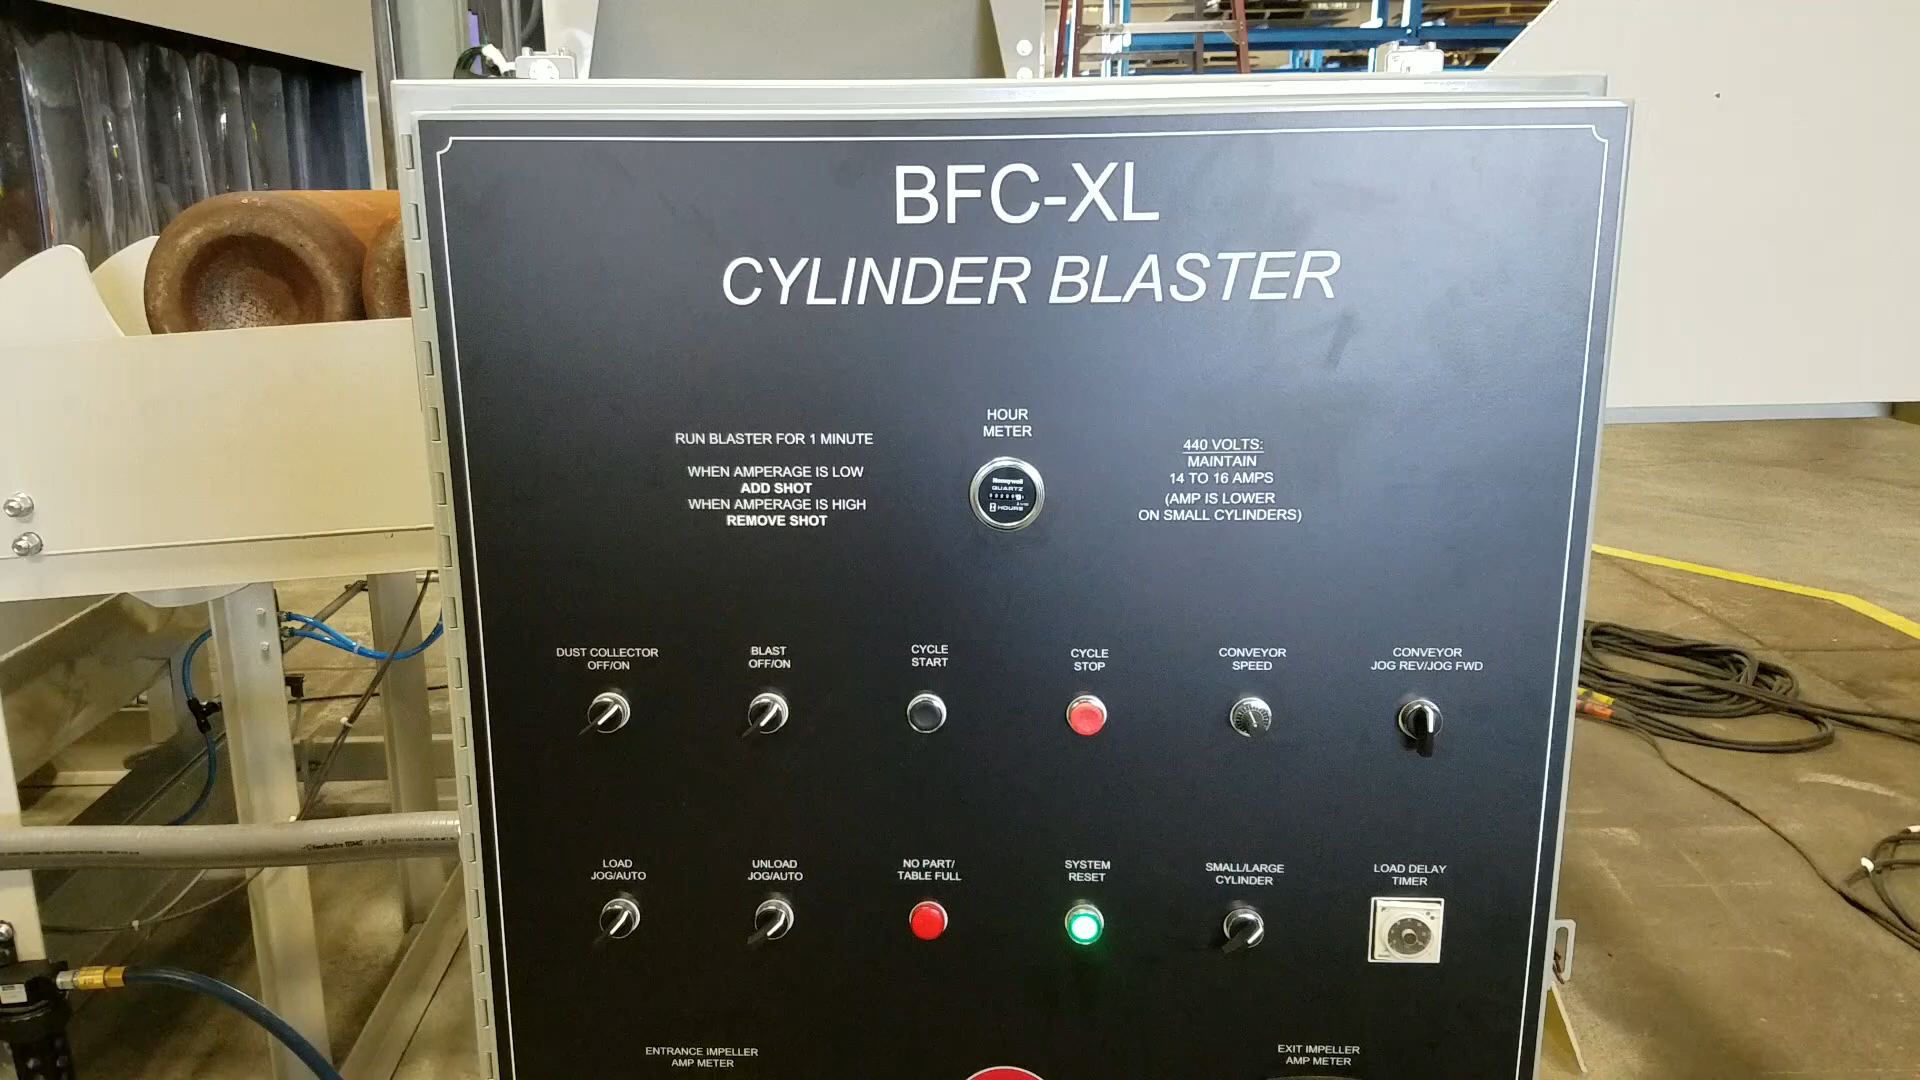 BFC-XL
CYLINDER BLASTER
HOUR
METER
RUN BLASTER FOR 1 MINUTE
WHEN AMPERAGE IS LOW
ADD SHOT
WHEN AMPERAGE IS HIGH
REMOVE SHOT
Honeywell
QUARTZ
HOURS
440 VOLTS:
MAINTAIN
14 TO 16 AMPS
(AMP IS LOWER
ON SMALL CYLINDERS)
DUST COLLECTOR
OFF/ON
BLAST
OFF/ON
CYCLE
START
CYCLE
STOP
CONVEYOR
SPEED
CONVEYOR
JOG REV/JOG FWD
LOAD
JOG/AUTO
UNLOAD
JOG/AUTO
NO PART/
TABLE FULL
SYSTEM
RESET
SMALL/LARGE
CYLINDER
LOAD DELAY
TIMER
ENTRANCE IMPELLER
AMP METER
EXIT IMPELLER
AMP METER